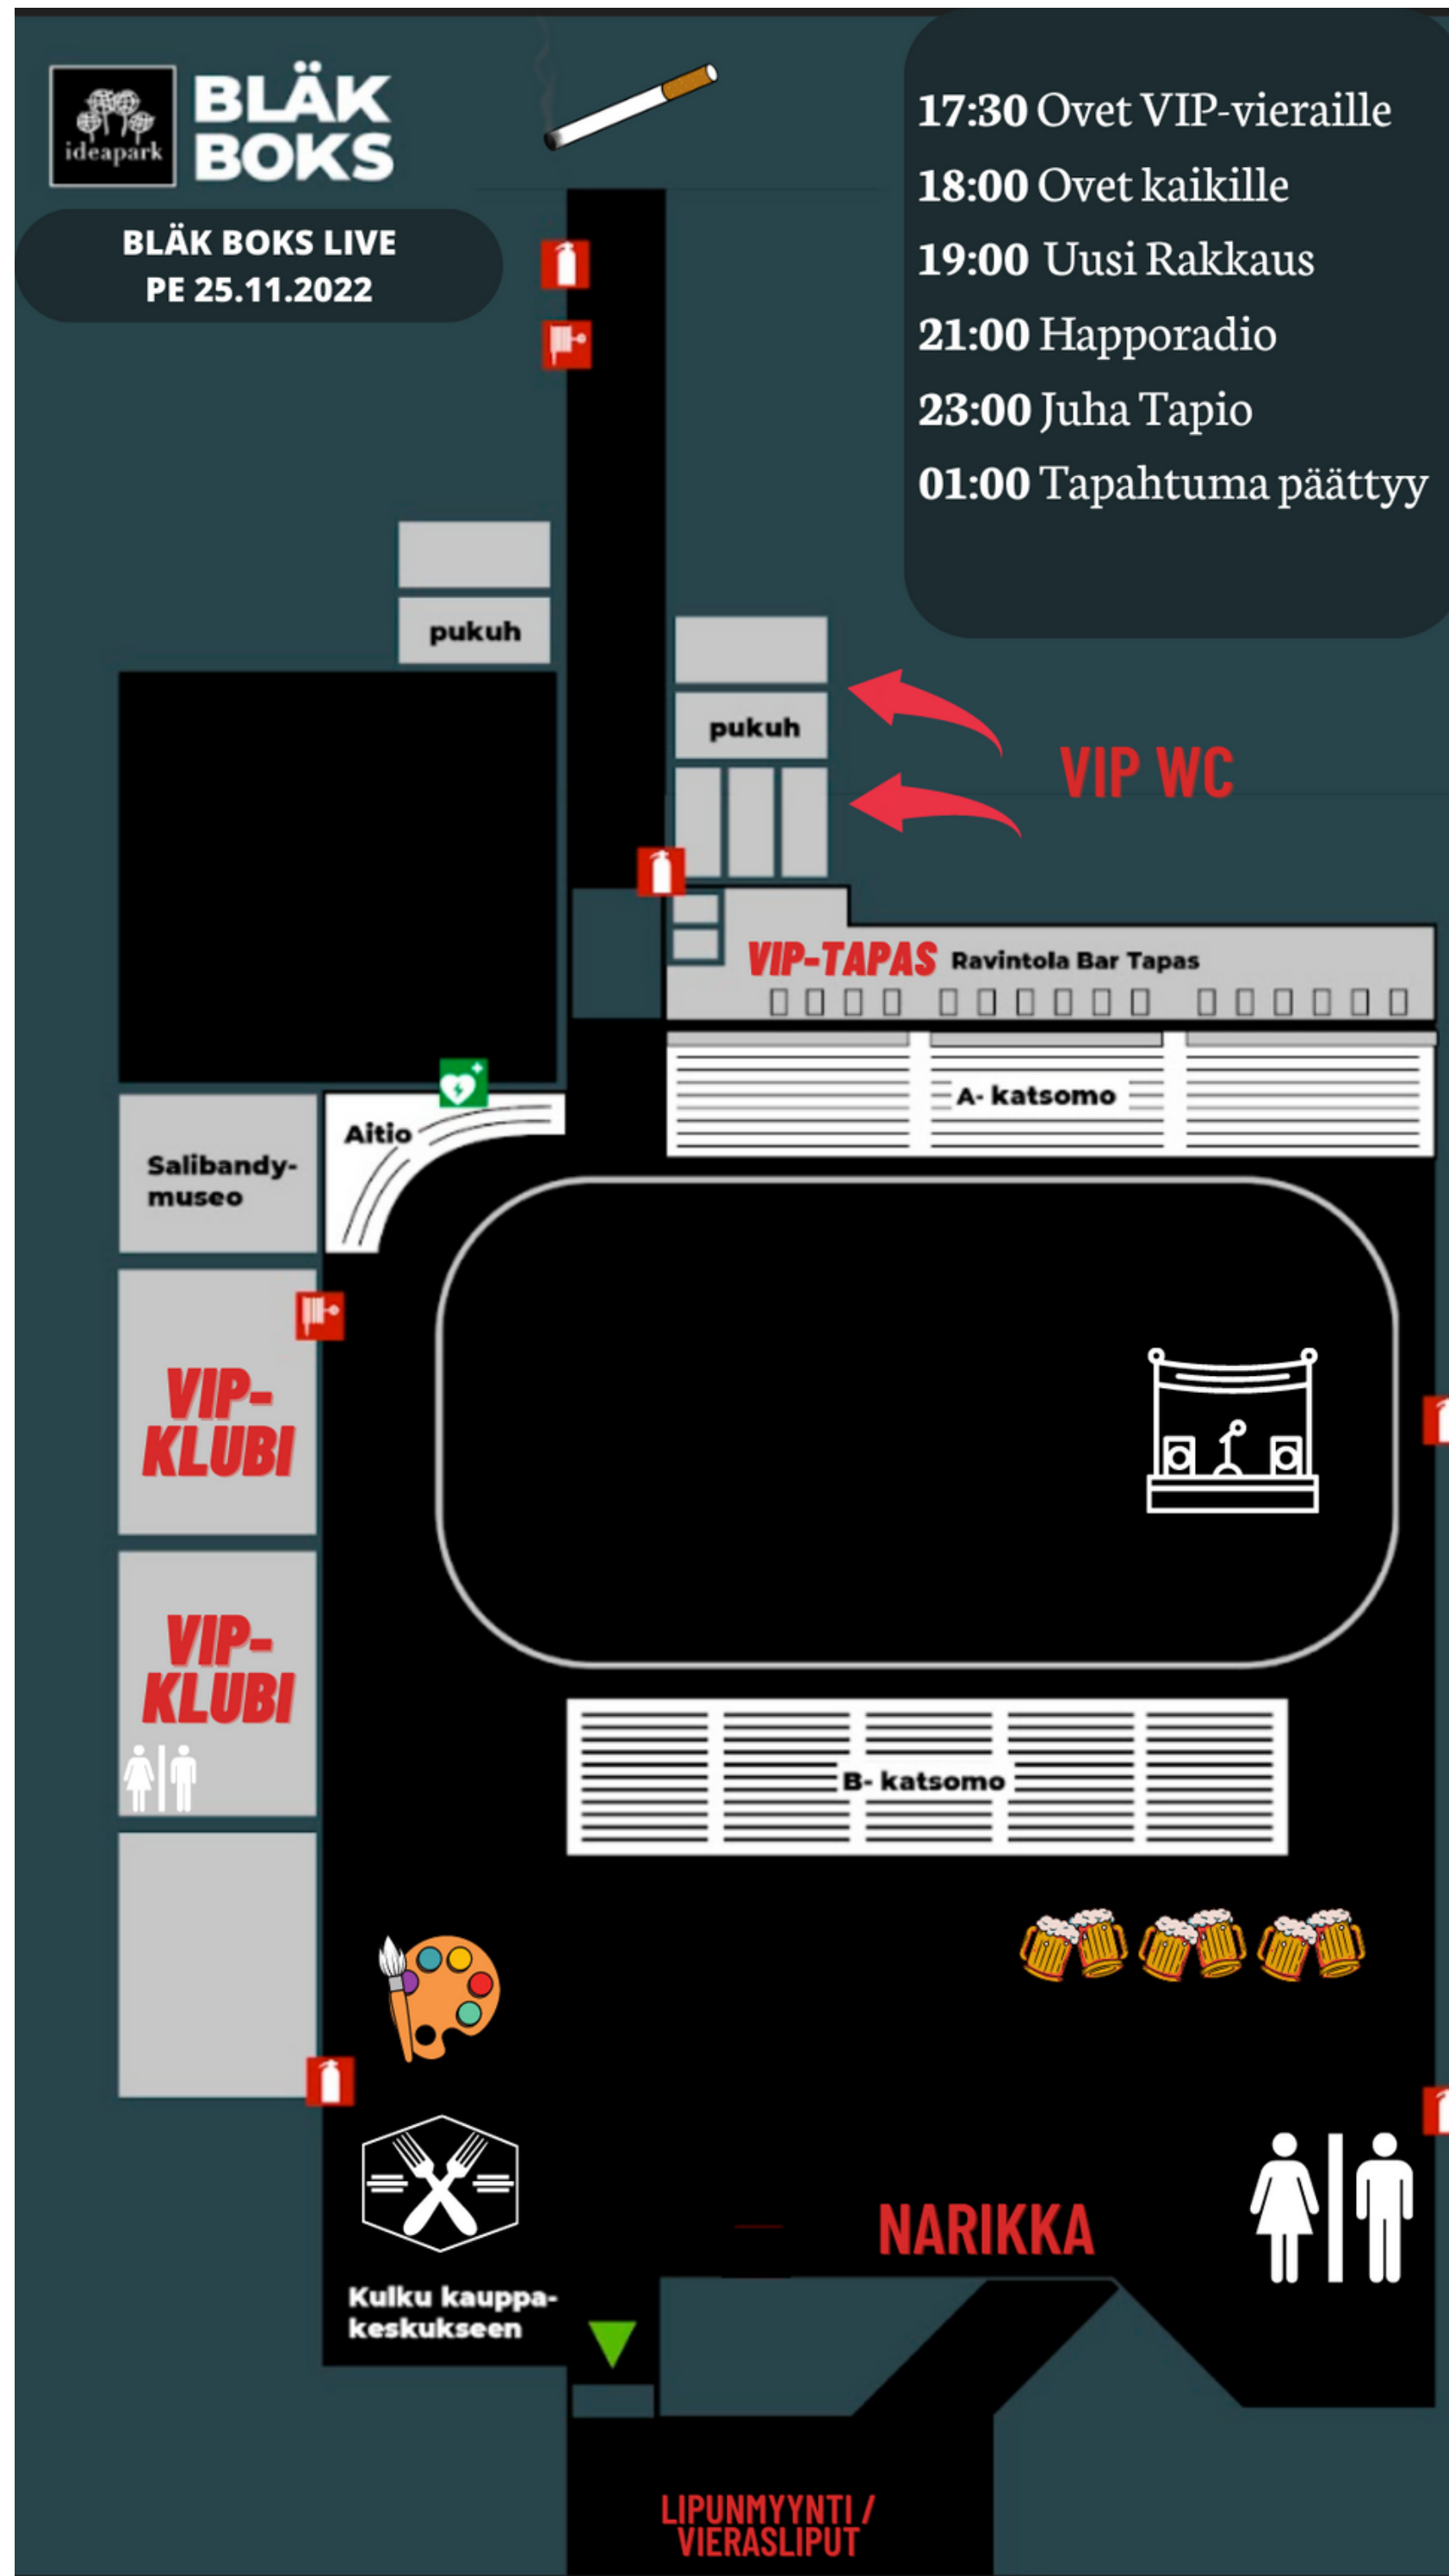 ideapark
BLÄK
BOKS
BLÄK BOKS LIVE
PE 25.11.2022
17:30 Ovet VIP-vieraille
18:00 Ovet kaikille
19:00 Uusi Rakkaus
21:00 Happoradio
23:00 Juha Tapio
01:00 Tapahtuma päättyy
pukuh
pukuh
VIP WC
VIP-TAPAS Ravintola Bar Tapas
A- katsomo
Aitio
Salibandy-
museo
VIP-
KLUBI
VIP-
KLUBI
B- katsomo
NARIKKA
Kulku kauppa-
keskukseen
LIPUNMYYNTI /
VIERASLIPUT